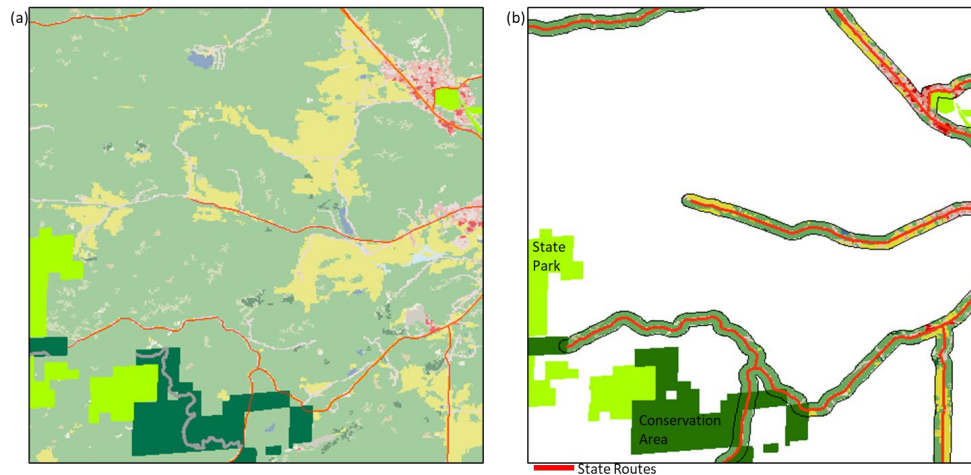 (a)
(b)
State
Park
Conservation
Area
State Routes